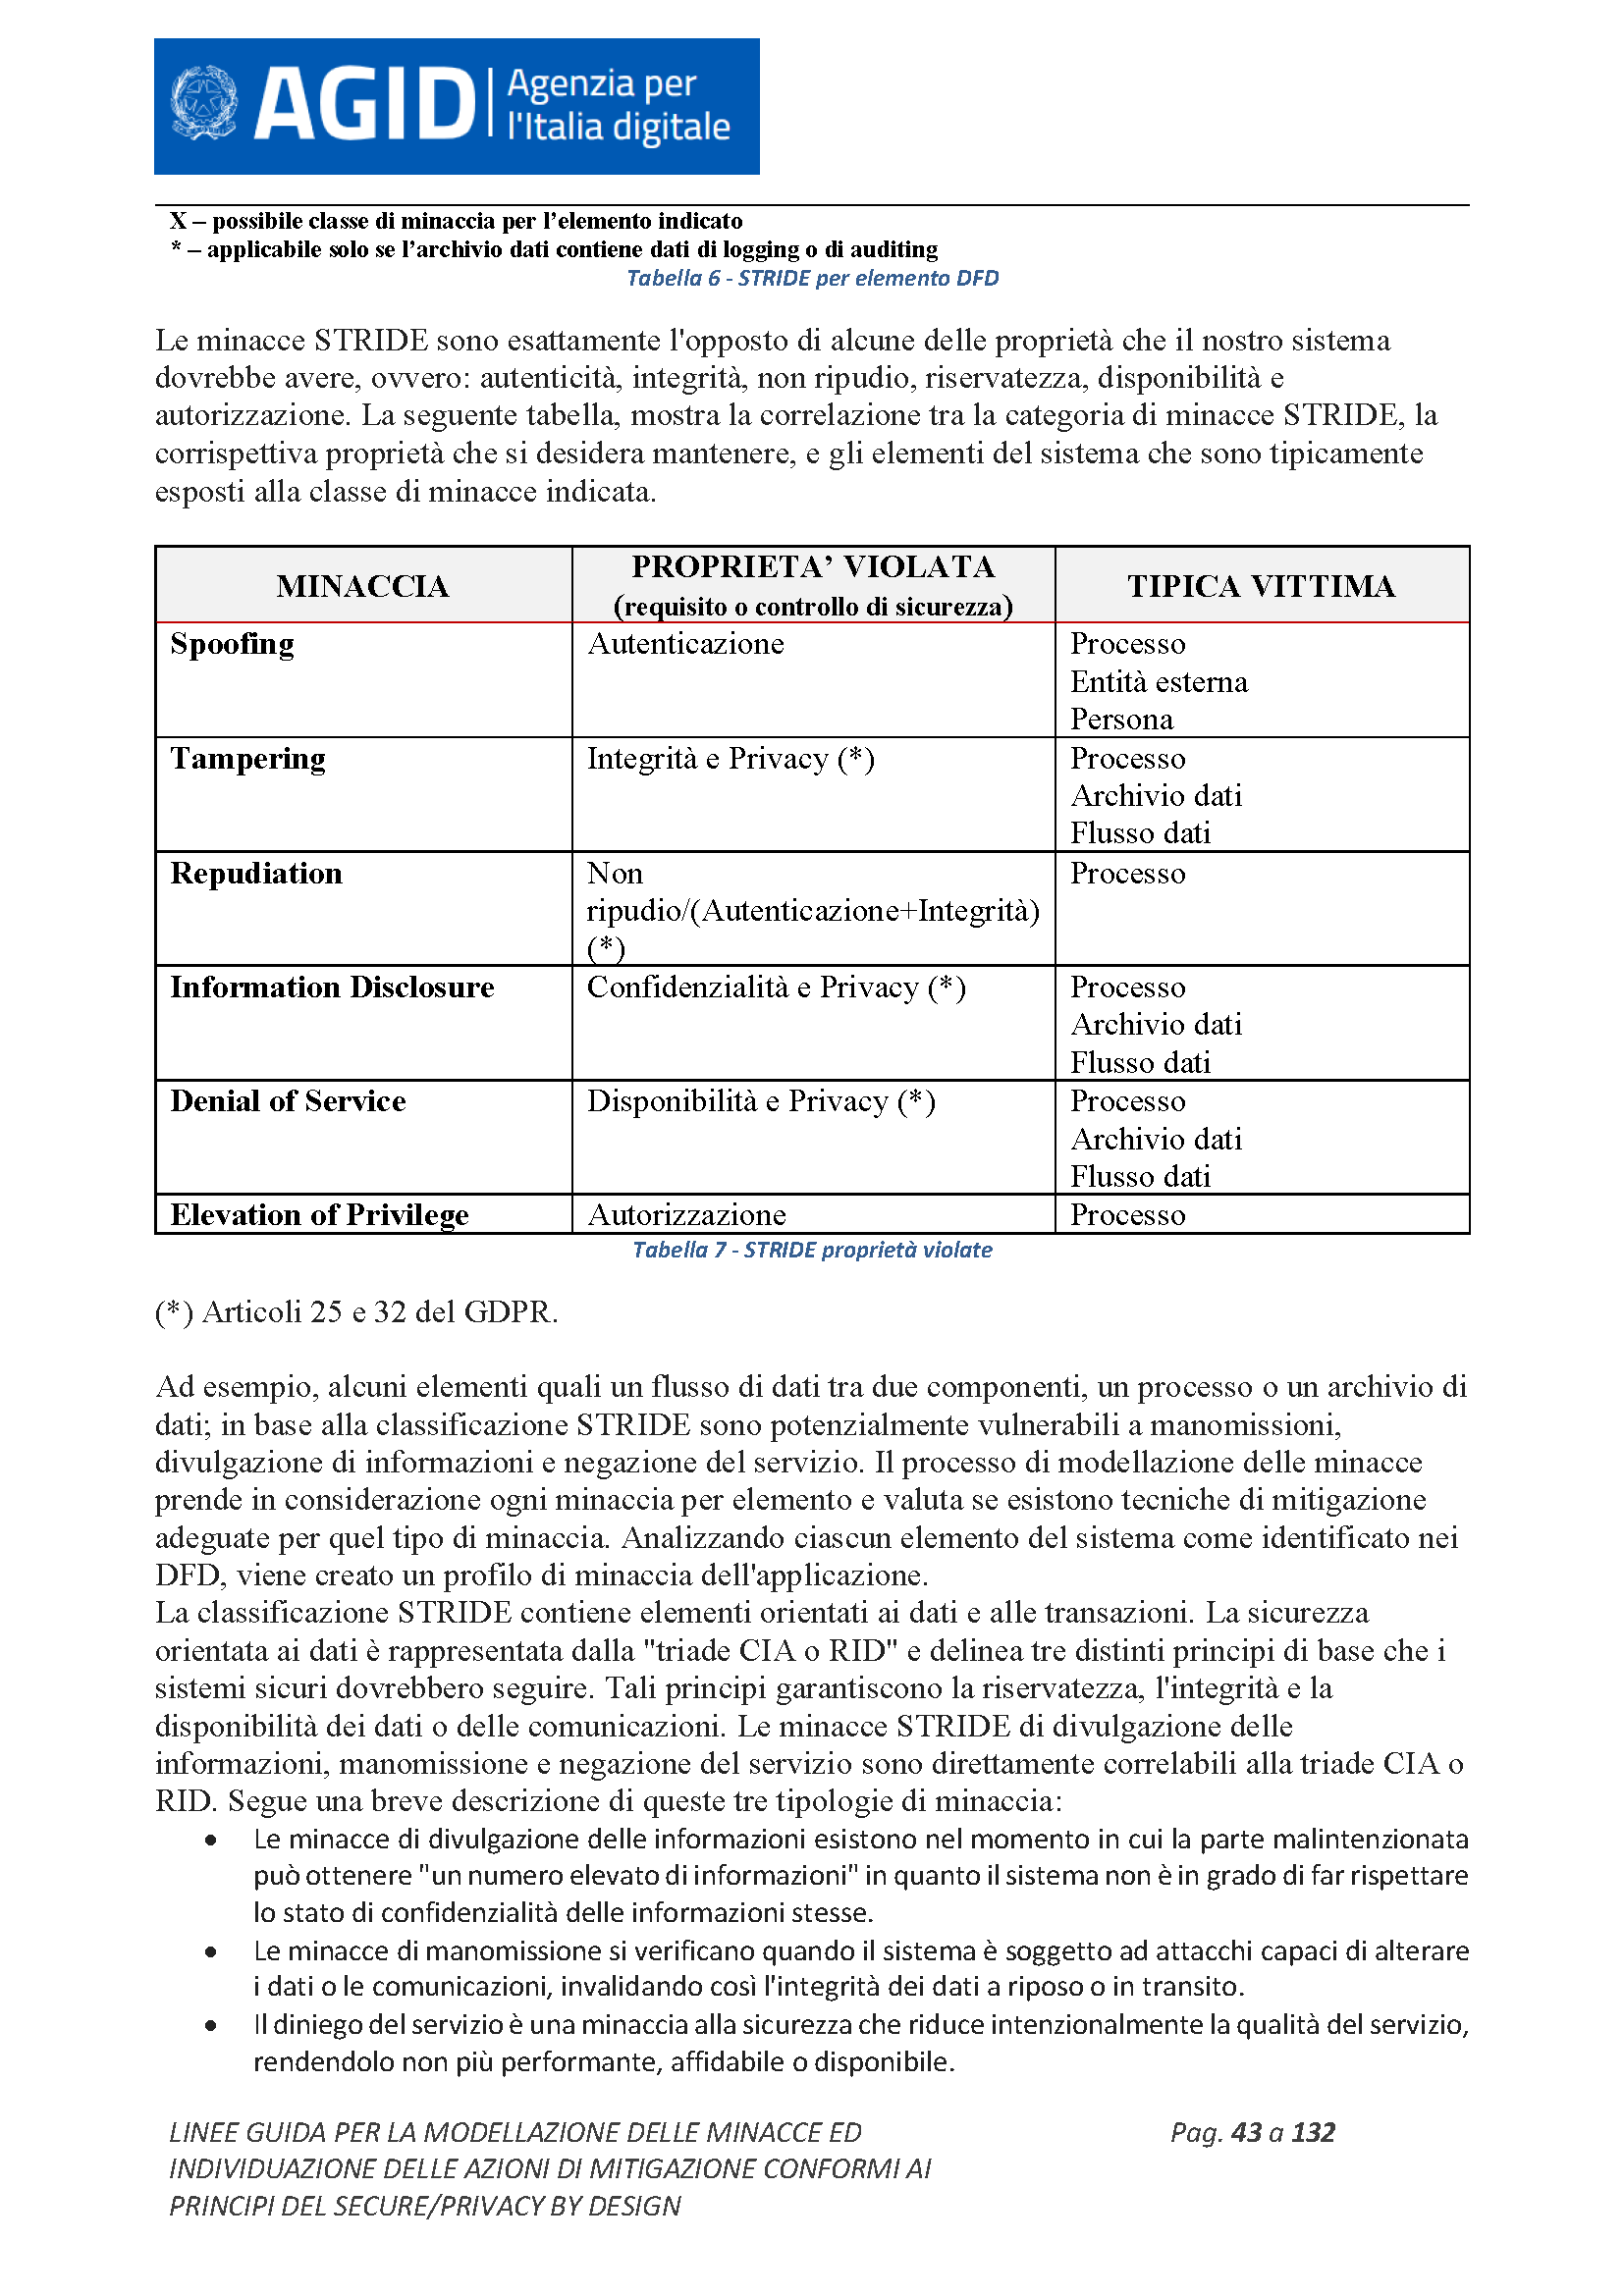 AGID Agenzia per
l'Italia digitale
X – possibile classe di minaccia per l’elemento indicato
* – applicabile solo se l’archivio dati contiene dati di logging o di auditing
Tabella 6 - STRIDE per elemento DFD
Le minacce STRIDE sono esattamente l'opposto di alcune delle proprietà che il nostro sistema
dovrebbe avere, ovvero: autenticità, integrità, non ripudio, riservatezza, disponibilità e
autorizzazione. La seguente tabella, mostra la correlazione tra la categoria di minacce STRIDE, la
corrispettiva proprietà che si desidera mantenere, e gli elementi del sistema che sono tipicamente
esposti alla classe di minacce indicata.
MINACCIA
PROPRIETA’ VIOLATA
(requisito o controllo di sicurezza)
TIPICA VITTIMA
Spoofing
Autenticazione
Processo
Entità esterna
Persona
Tampering
Integrità e Privacy (*)
Processo
Archivio dati
Flusso dati
Repudiation
Non
ripudio/(Autenticazione+Integrità)
(*)
Processo
Information Disclosure
Confidenzialità e Privacy (*)
Processo
Archivio dati
Flusso dati
Denial of Service
Disponibilità e Privacy (*)
Processo
Archivio dati
Flusso dati
Elevation of Privilege
Autorizzazione
Processo
Tabella 7 - STRIDE proprietà violate
(*) Articoli 25 e 32 del GDPR.
Ad esempio, alcuni elementi quali un flusso di dati tra due componenti, un processo o un archivio di
dati; in base alla classificazione STRIDE sono potenzialmente vulnerabili a manomissioni,
divulgazione di informazioni e negazione del servizio. Il processo di modellazione delle minacce
prende in considerazione ogni minaccia per elemento e valuta se esistono tecniche di mitigazione
adeguate per quel tipo di minaccia. Analizzando ciascun elemento del sistema come identificato nei
DFD, viene creato un profilo di minaccia dell'applicazione.
La classificazione STRIDE contiene elementi orientati ai dati e alle transazioni. La sicurezza
orientata ai dati è rappresentata dalla "triade CIA o RID" e delinea tre distinti principi di base che i
sistemi sicuri dovrebbero seguire. Tali principi garantiscono la riservatezza, l'integrità e la
disponibilità dei dati o delle comunicazioni. Le minacce STRIDE di divulgazione delle
informazioni, manomissione e negazione del servizio sono direttamente correlabili alla triade CIA o
RID. Segue una breve descrizione di queste tre tipologie di minaccia:
• Le minacce di divulgazione delle informazioni esistono nel momento in cui la parte malintenzionata
può ottenere "un numero elevato di informazioni" in quanto il sistema non è in grado di far rispettare
lo stato di confidenzialità delle informazioni stesse.
• Le minacce di manomissione si verificano quando il sistema è soggetto ad attacchi capaci di alterare
i dati o le comunicazioni, invalidando così l'integrità dei dati a riposo o in transito.
• Il diniego del servizio è una minaccia alla sicurezza che riduce intenzionalmente la qualità del servizio,
rendendolo non più performante, affidabile o disponibile.
LINEE GUIDA PER LA MODELLAZIONE DELLE MINACCE ED
INDIVIDUAZIONE DELLE AZIONI DI MITIGAZIONE CONFORMI AI
PRINCIPI DEL SECURE/PRIVACY BY DESIGN
Pag. 43 a 132